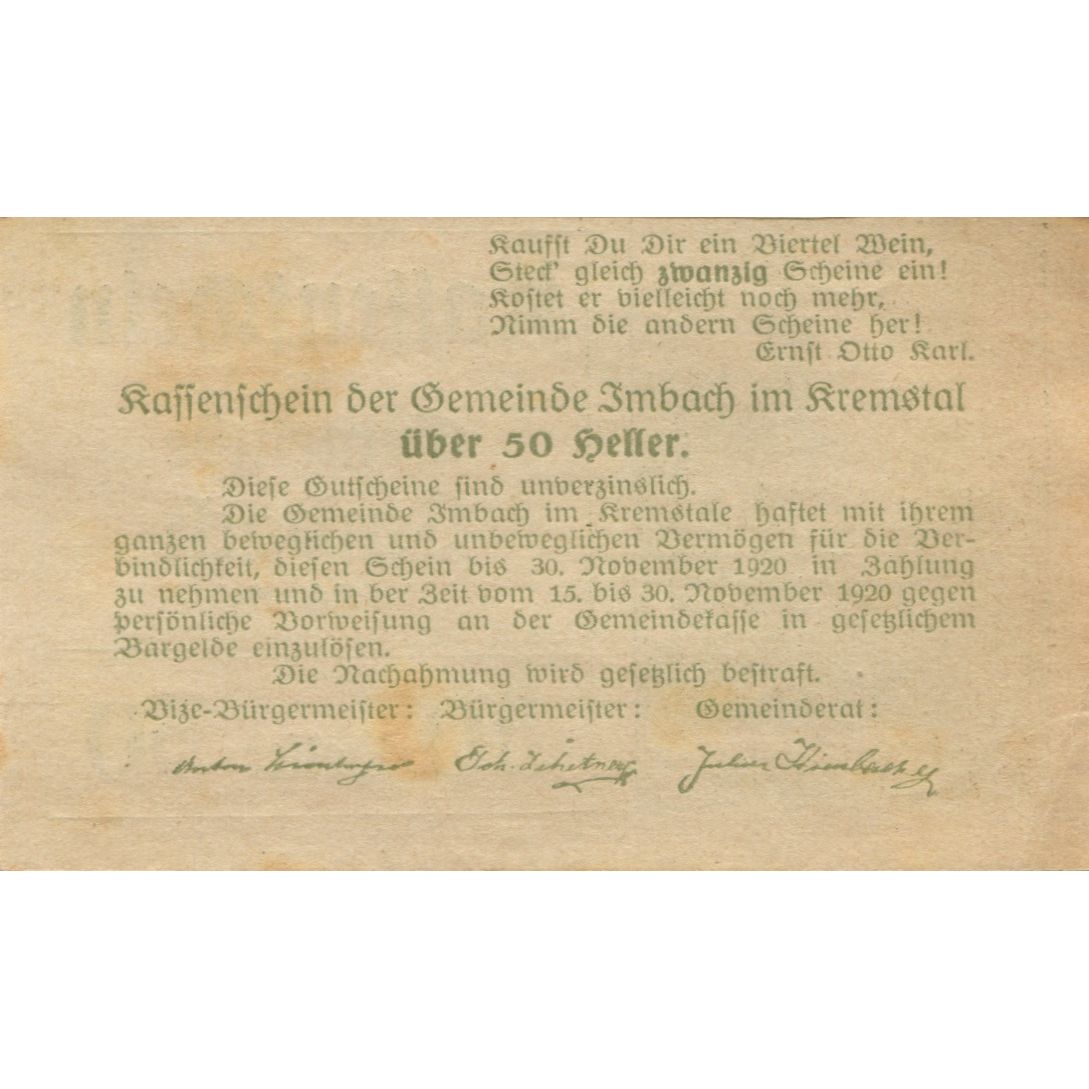 Kaufst Du Dir ein Viertel Wein,
Steck' gleich zwanzig Scheine ein!
Kostet er vielleicht noch mehr,
Nimm die andern Scheine her!
Ernst Otto Karl.
Kassenschein der Gemeinde Imbach im Kremstal
über 50 Heller.
Diese Gutscheine sind unverzinslich.
Die Gemeinde Imbach im Kremstale haftet mit ihrem
ganzen beweglichen und unbeweglichen Vermögen für die Ver-
bindlichkeit, diesen Schein bis 30. November 1920 in Zahlung
zu nehmen und in der Zeit vom 15. bis 30. November 1920 gegen
persönliche Vorweisung an der Gemeindekasse in gesetzlichem
Bargelde einzulösen.
Die Nachahmung wird gesetzlich bestraft.
Vize-Bürgermeister: Bürgermeister: Gemeinderat:
Anton Julius